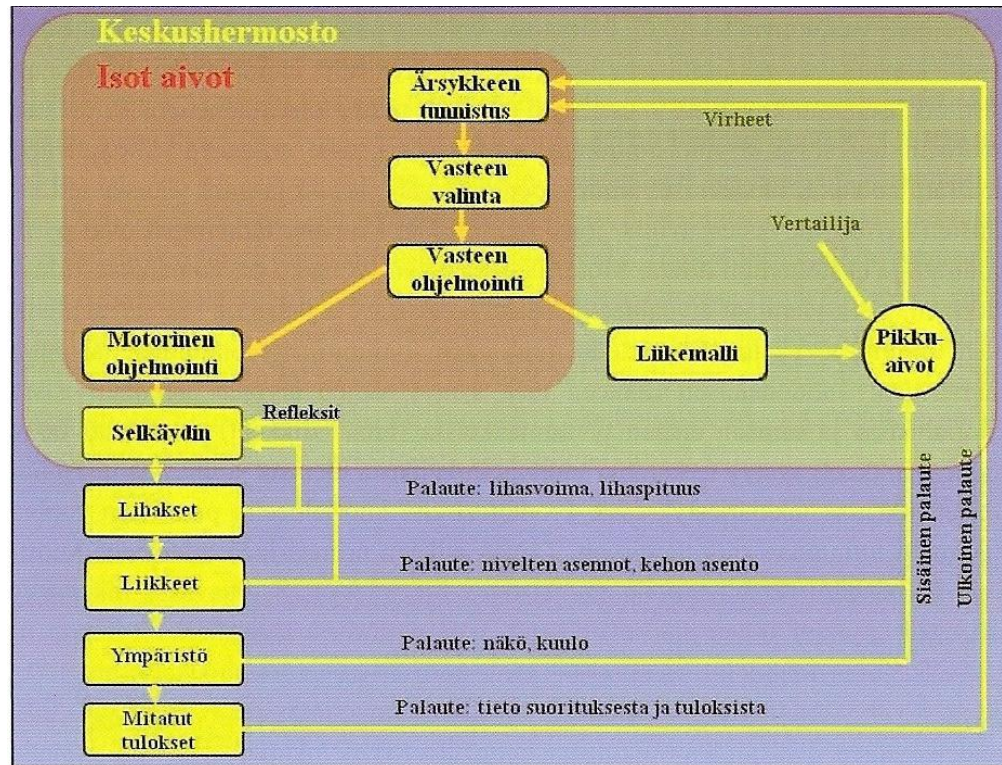 Keskushermosto
Isot aivot
Ärsykkeen
tunnistus
Virheet
Vasteen
valinta
Vertailija
Vasteen
ohjelmointi
Motorinen
ohjelmointi
Liikemalli
Pikku-
aivot
Refleksit
Selkäydin
Palaute: lihasvoima, lihaspituus
Lihakset
Palaute: nivelten asennot, kehon asento
Liikkeet
Sisäinen palaute
Ulkoinen palaute
Palaute: näkö, kuulo
Ympäristö
Palaute: tieto suorituksesta ja tuloksista
Mitatut
tulokset